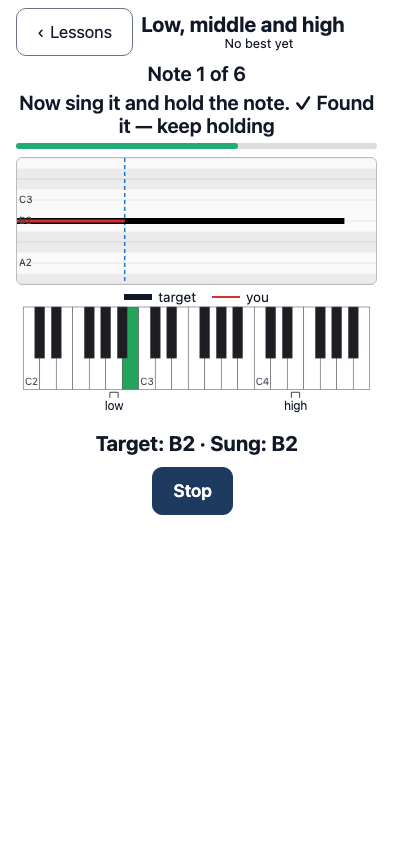 ‹ Lessons
Low, middle and high
No best yet
Note 1 of 6
Now sing it and hold the note. ✓ Found
it — keep holding
C3
A2
target you
C2 C3 C4
low high
Target: B2 · Sung: B2
Stop